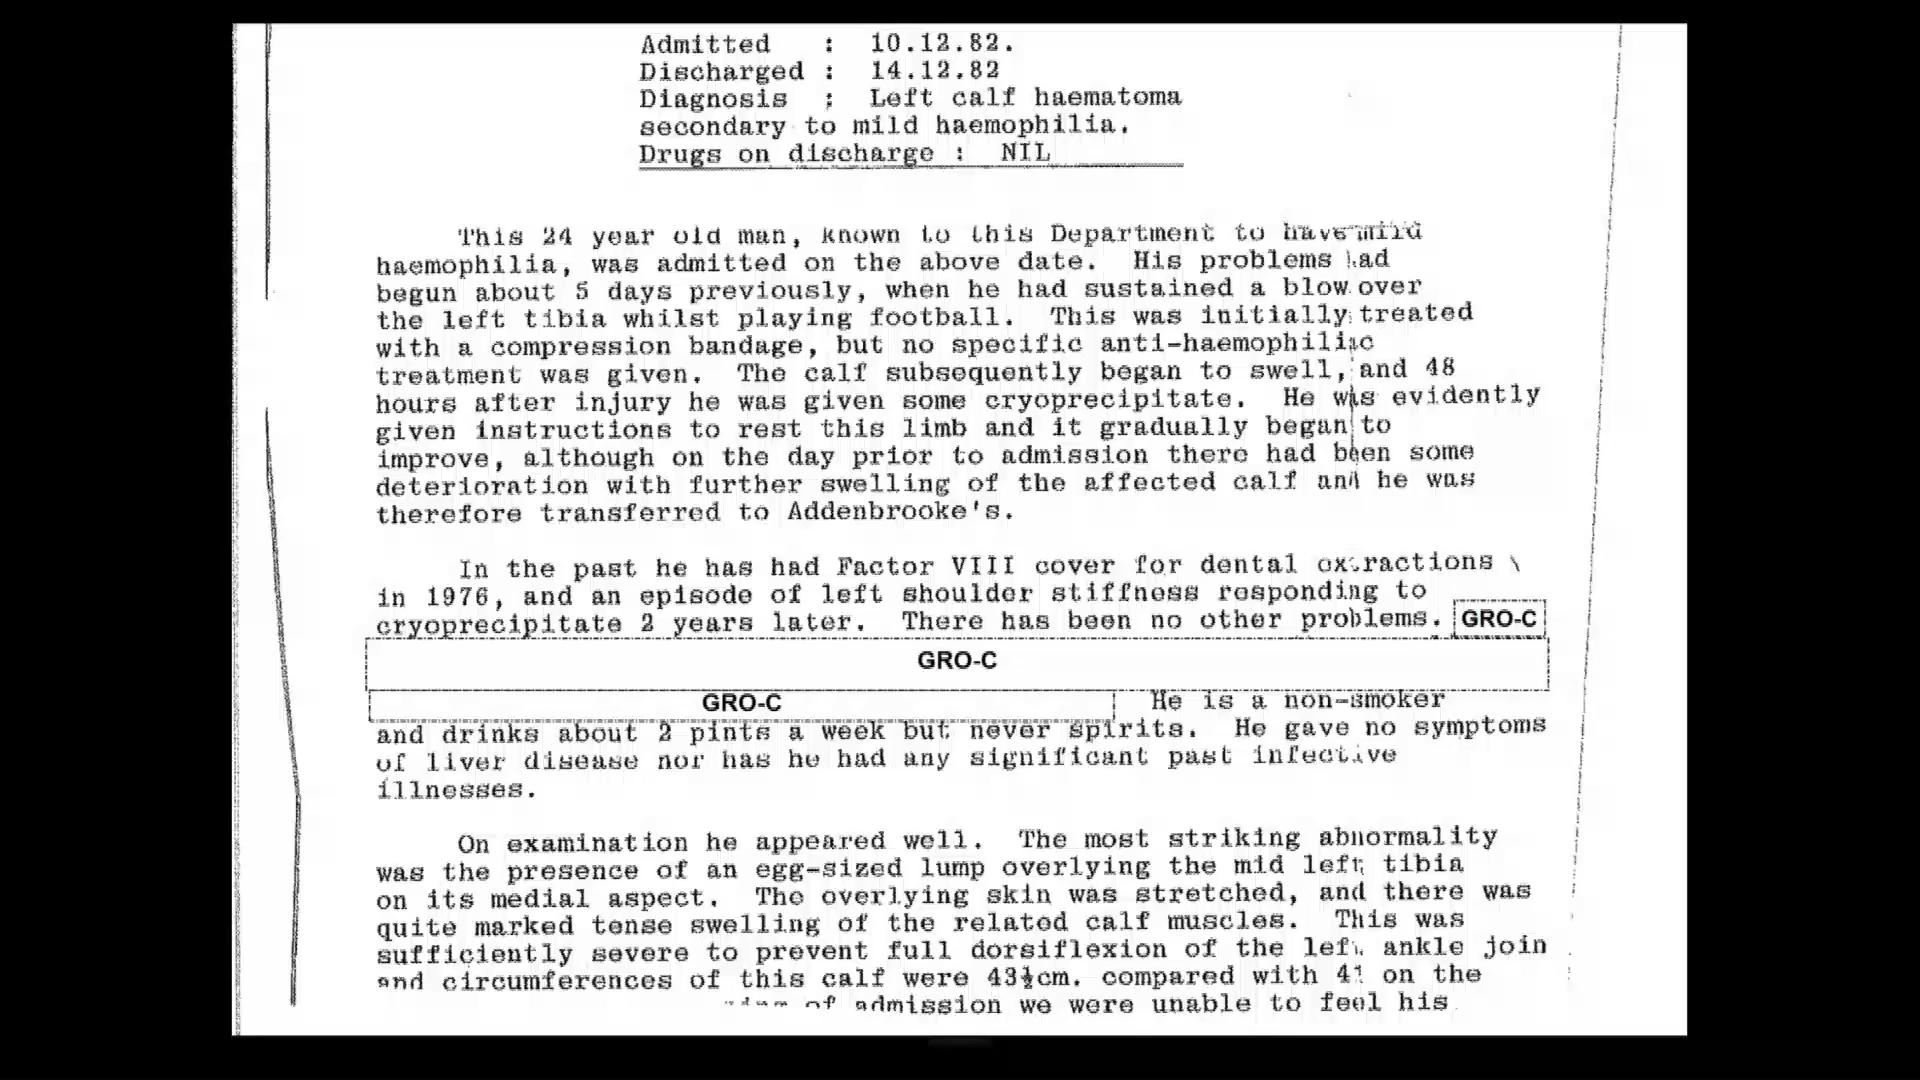 Admitted : 10.12.82.
Discharged : 14.12.82
Diagnosis : Left calf haematoma
secondary to mild haemophilia.
Drugs on discharge : NIL
This 24 year old man, known to this Department to have mild
haemophilia, was admitted on the above date. His problems had
begun about 5 days previously, when he had sustained a blow over
the left tibia whilst playing football. This was initially treated
with a compression bandage, but no specific anti-haemophiliac
treatment was given. The calf subsequently began to swell, and 48
hours after injury he was given some cryoprecipitate. He was evidently
given instructions to rest this limb and it gradually began to
improve, although on the day prior to admission there had been some
deterioration with further swelling of the affected calf and he was
therefore transferred to Addenbrooke's.
In the past he has had Factor VIII cover for dental extractions
in 1976, and an episode of left shoulder stiffness responding to
cryoprecipitate 2 years later. There has been no other problems. GRO-C
GRO-C
GRO-C He is a non-smoker
and drinks about 2 pints a week but never spirits. He gave no symptoms
of liver disease nor has he had any significant past infective
illnesses.
On examination he appeared well. The most striking abnormality
was the presence of an egg-sized lump overlying the mid left tibia
on its medial aspect. The overlying skin was stretched, and there was
quite marked tense swelling of the related calf muscles. This was
sufficiently severe to prevent full dorsiflexion of the left ankle join
and circumferences of this calf were 43½cm. compared with 41 on the
of admission we were unable to feel his